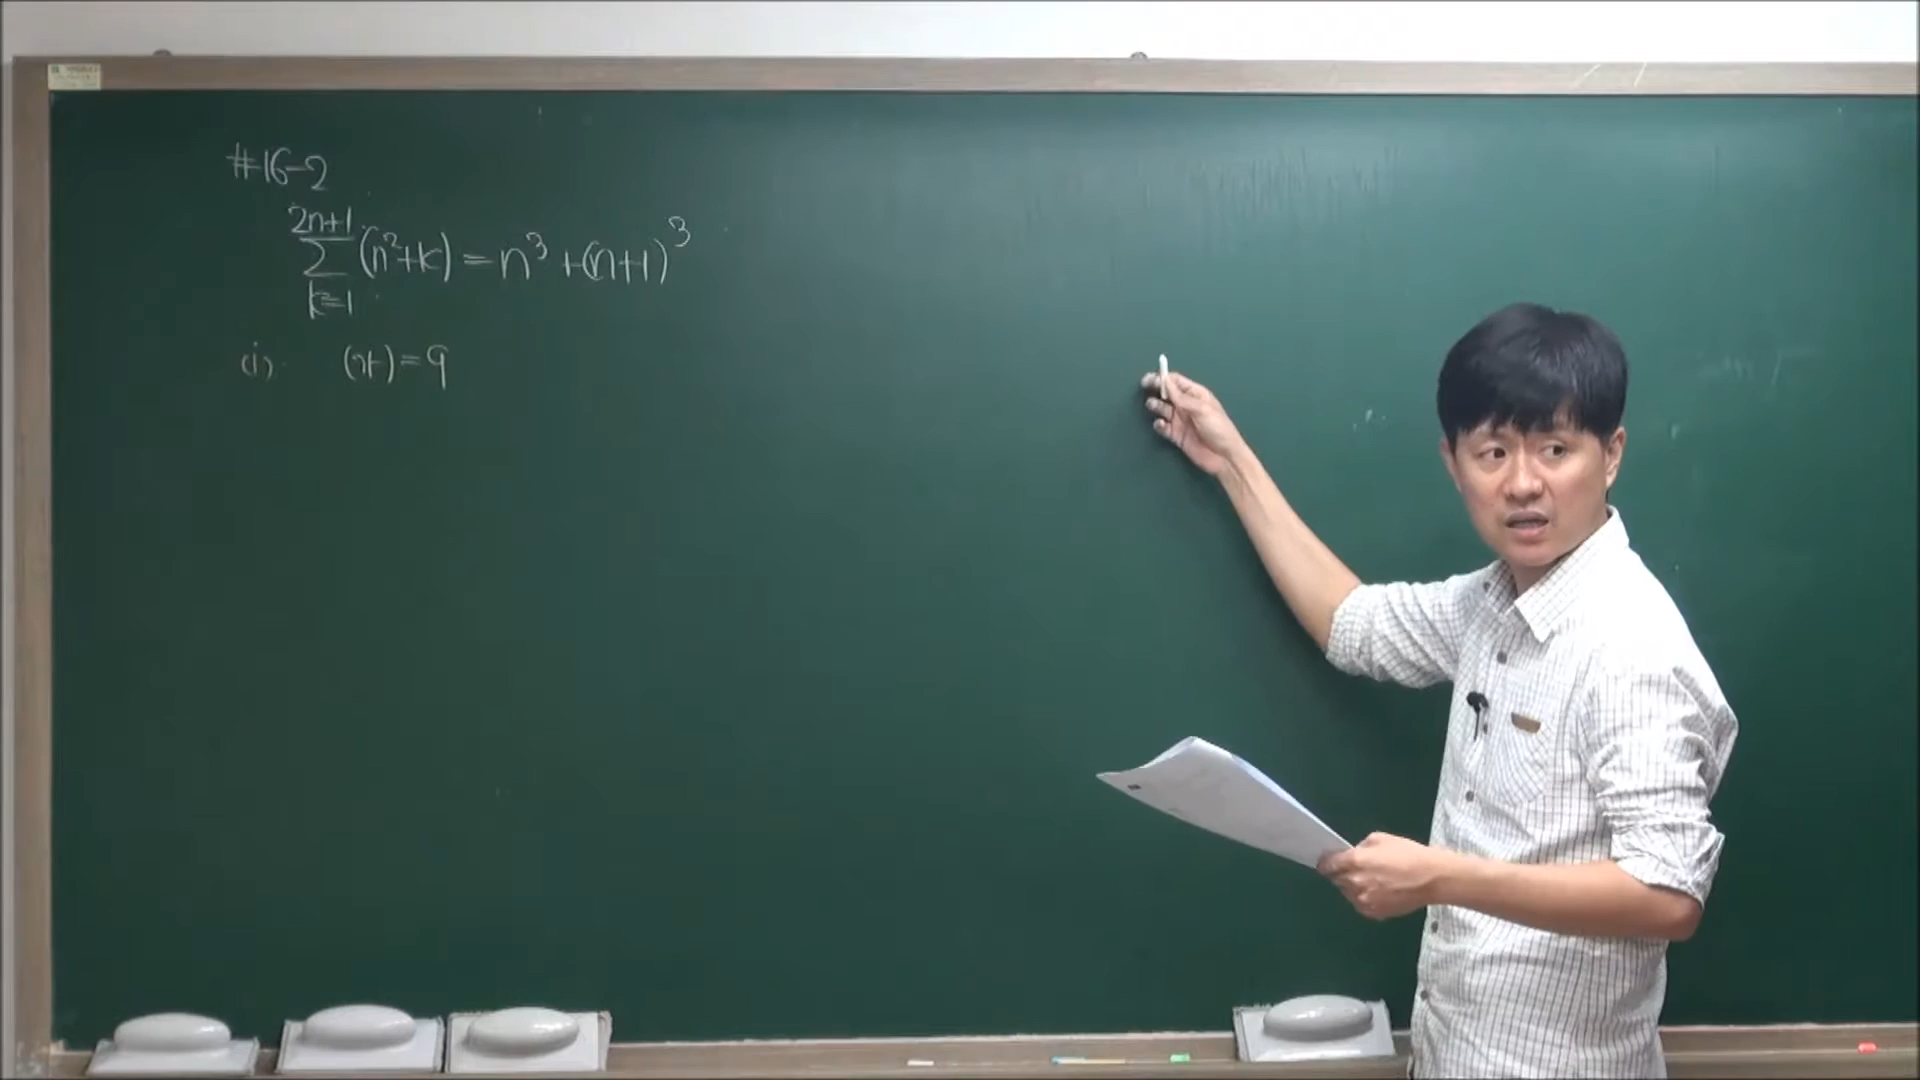 #16-2
2n+1
∑ (n²+k) = n³+(n+1)³
k=1
(i). (가)=9